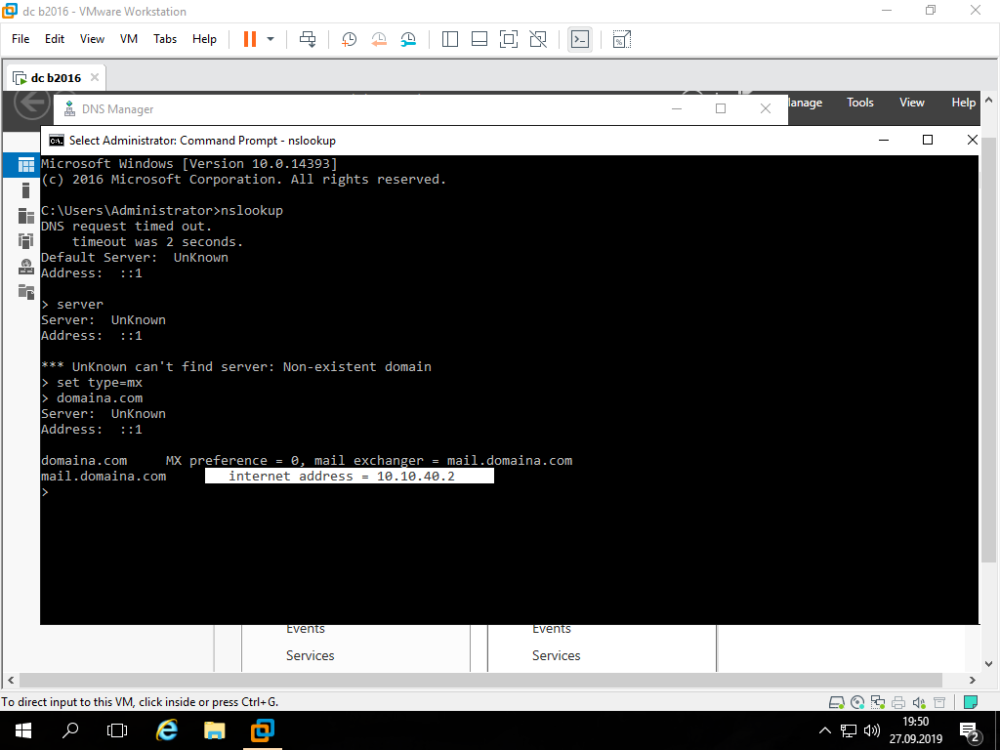 dc b2016 - VMware Workstation
File Edit View VM Tabs Help
dc b2016
DNS Manager
Manage Tools View Help
Select Administrator: Command Prompt - nslookup
Microsoft Windows [Version 10.0.14393]
(c) 2016 Microsoft Corporation. All rights reserved.
C:\Users\Administrator>nslookup
DNS request timed out.
timeout was 2 seconds.
Default Server: UnKnown
Address: ::1
> server
Server: UnKnown
Address: ::1
*** UnKnown can't find server: Non-existent domain
> set type=mx
> domaina.com
Server: UnKnown
Address: ::1
domaina.com MX preference = 0, mail exchanger = mail.domaina.com
mail.domaina.com internet address = 10.10.40.2
>
Events Events
Services Services
To direct input to this VM, click inside or press Ctrl+G.
19:50
27.09.2019
2